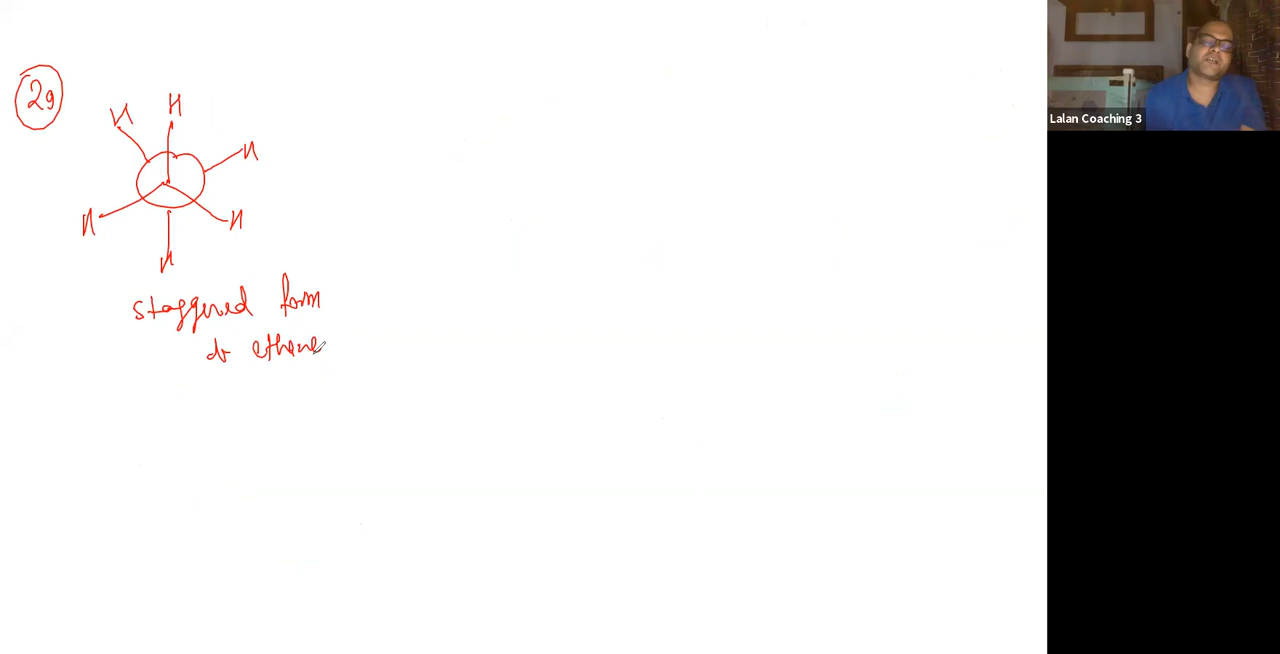 29
H H
H
H H
H
staggered form
of ethane
Lalan Coaching 3